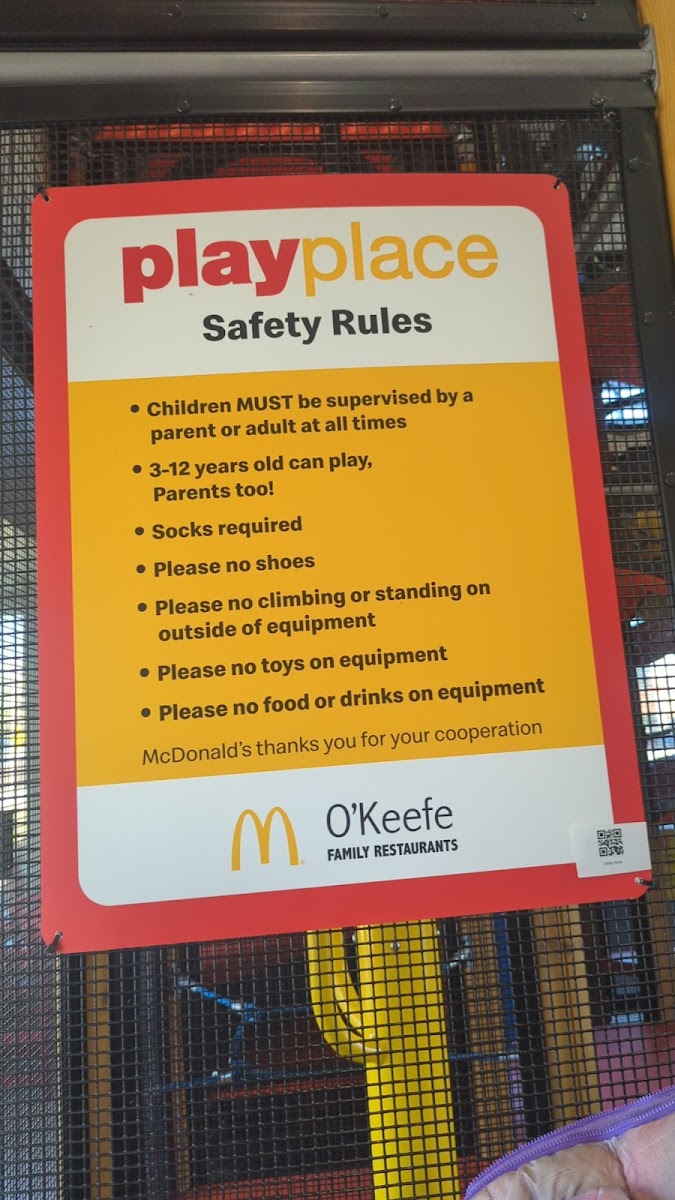 playplace
Safety Rules
• Children MUST be supervised by a
parent or adult at all times
• 3-12 years old can play,
Parents too!
• Socks required
• Please no shoes
• Please no climbing or standing on
outside of equipment
• Please no toys on equipment
• Please no food or drinks on equipment
McDonald's thanks you for your cooperation
O'Keefe
FAMILY RESTAURANTS